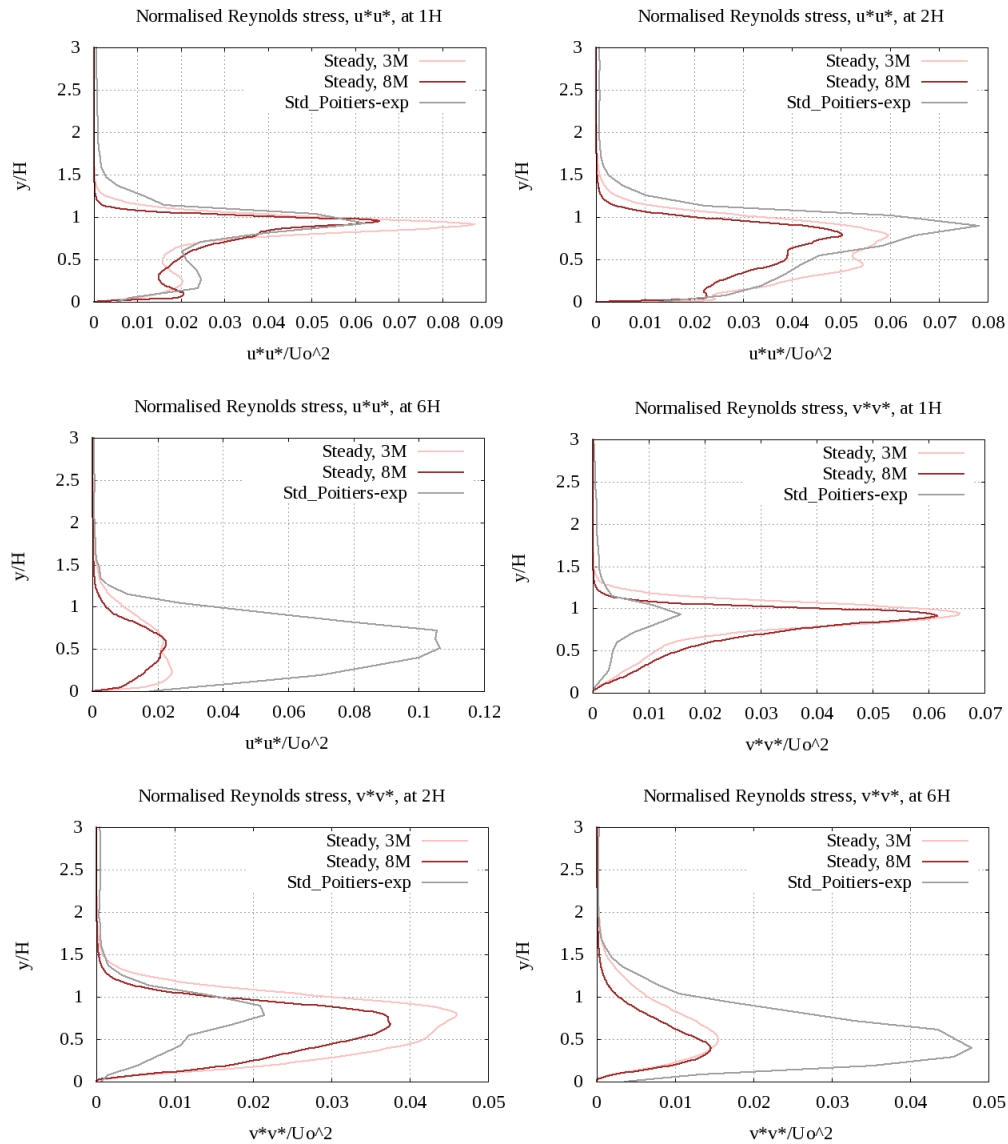 Normalised Reynolds stress, u*u*, at 1H
Steady, 3M
Steady, 8M
Std_Poitiers-exp
3
2.5
2
1.5
1
0.5
0
y/H
0 0.01 0.02 0.03 0.04 0.05 0.06 0.07 0.08 0.09
u*u*/Uo^2
Normalised Reynolds stress, u*u*, at 2H
Steady, 3M
Steady, 8M
Std_Poitiers-exp
3
2.5
2
1.5
1
0.5
0
y/H
0 0.01 0.02 0.03 0.04 0.05 0.06 0.07 0.08
u*u*/Uo^2
Normalised Reynolds stress, u*u*, at 6H
Steady, 3M
Steady, 8M
Std_Poitiers-exp
3
2.5
2
1.5
1
0.5
0
y/H
0 0.02 0.04 0.06 0.08 0.1 0.12
u*u*/Uo^2
Normalised Reynolds stress, v*v*, at 1H
Steady, 3M
Steady, 8M
Std_Poitiers-exp
3
2.5
2
1.5
1
0.5
0
y/H
0 0.01 0.02 0.03 0.04 0.05 0.06 0.07
v*v*/Uo^2
Normalised Reynolds stress, v*v*, at 2H
Steady, 3M
Steady, 8M
Std_Poitiers-exp
3
2.5
2
1.5
1
0.5
0
y/H
0 0.01 0.02 0.03 0.04 0.05
v*v*/Uo^2
Normalised Reynolds stress, v*v*, at 6H
Steady, 3M
Steady, 8M
Std_Poitiers-exp
3
2.5
2
1.5
1
0.5
0
y/H
0 0.01 0.02 0.03 0.04 0.05
v*v*/Uo^2